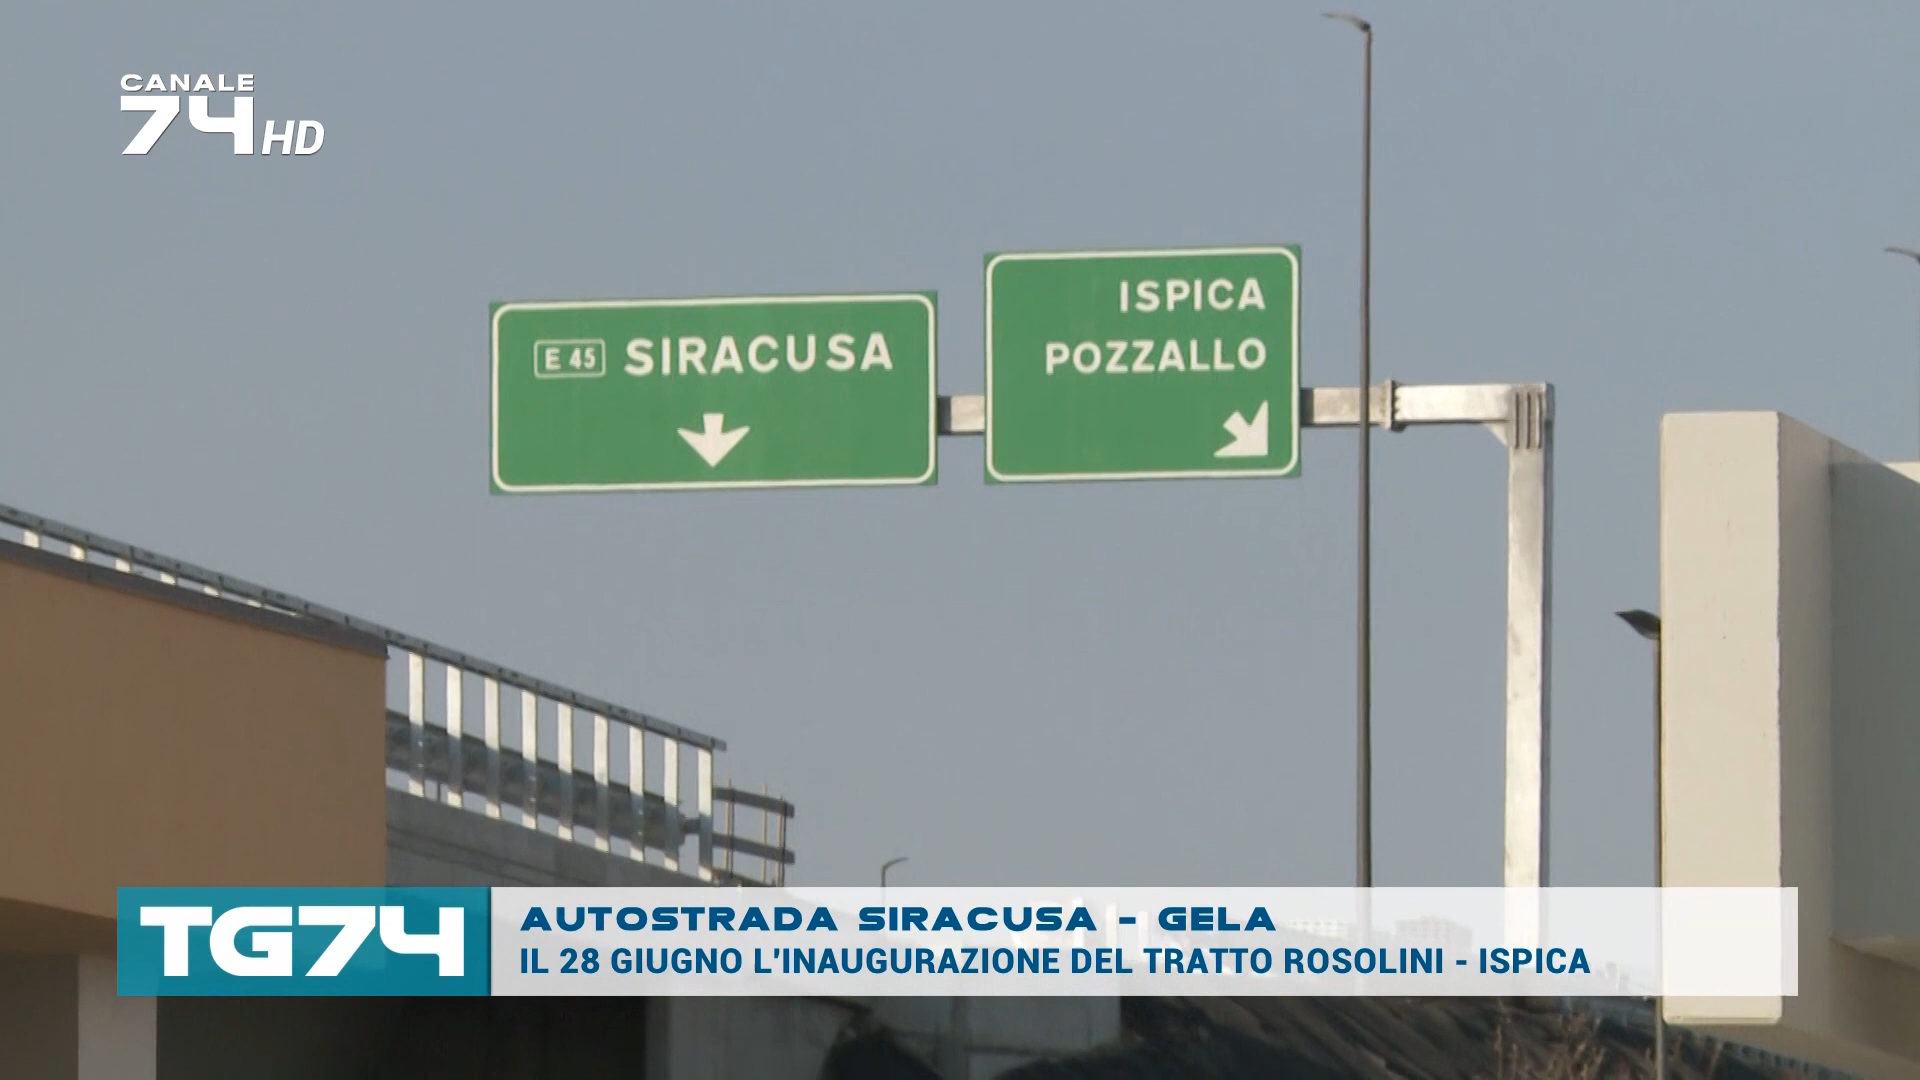 CANALE
74 HD
E 45 SIRACUSA
ISPICA
POZZALLO
TG74
AUTOSTRADA SIRACUSA - GELA
IL 28 GIUGNO L'INAUGURAZIONE DEL TRATTO ROSOLINI - ISPICA